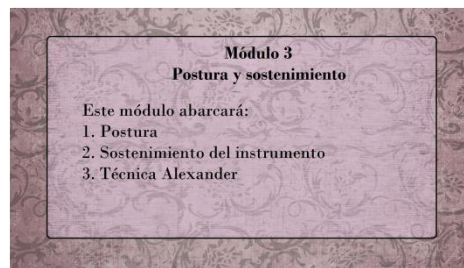 Módulo 3
Postura y sostenimiento
Este módulo abarcará:
1. Postura
2. Sostenimiento del instrumento
3. Técnica Alexander